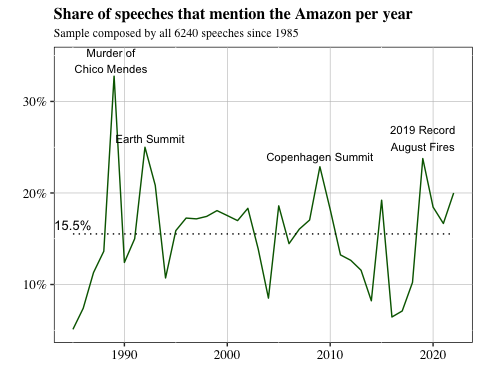 Share of speeches that mention the Amazon per year
Sample composed by all 6240 speeches since 1985
Murder of
Chico Mendes
Earth Summit
Copenhagen Summit
2019 Record
August Fires
30%
20%
15.5%
10%
1990
2000
2010
2020